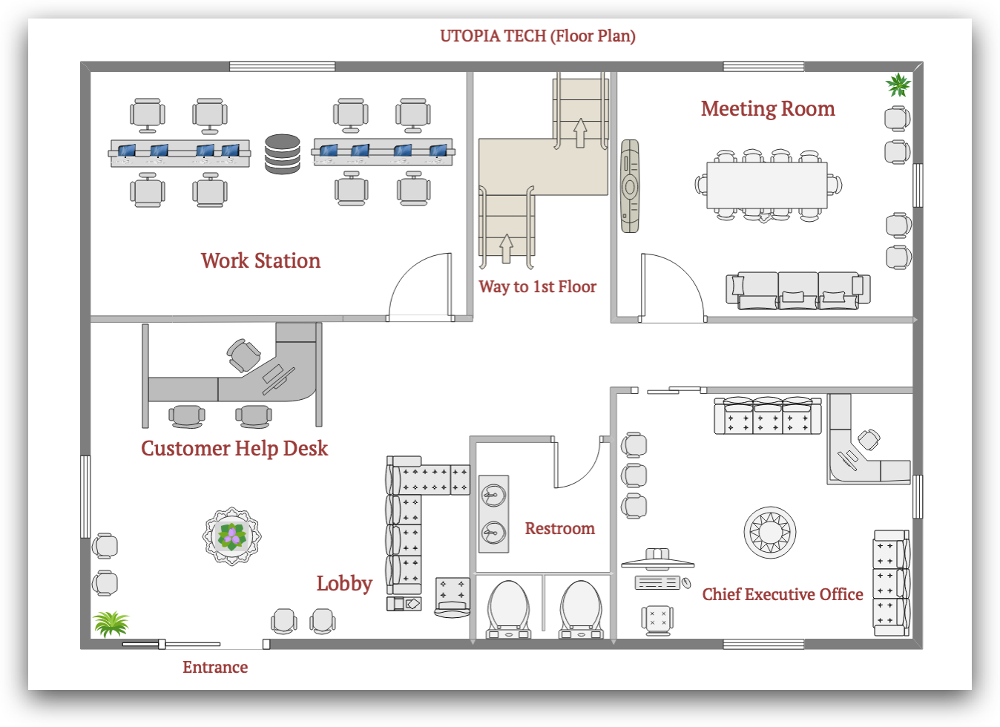 UTOPIA TECH (Floor Plan)
Meeting Room
Work Station
Way to 1st Floor
Customer Help Desk
Restroom
Lobby
Chief Executive Office
Entrance